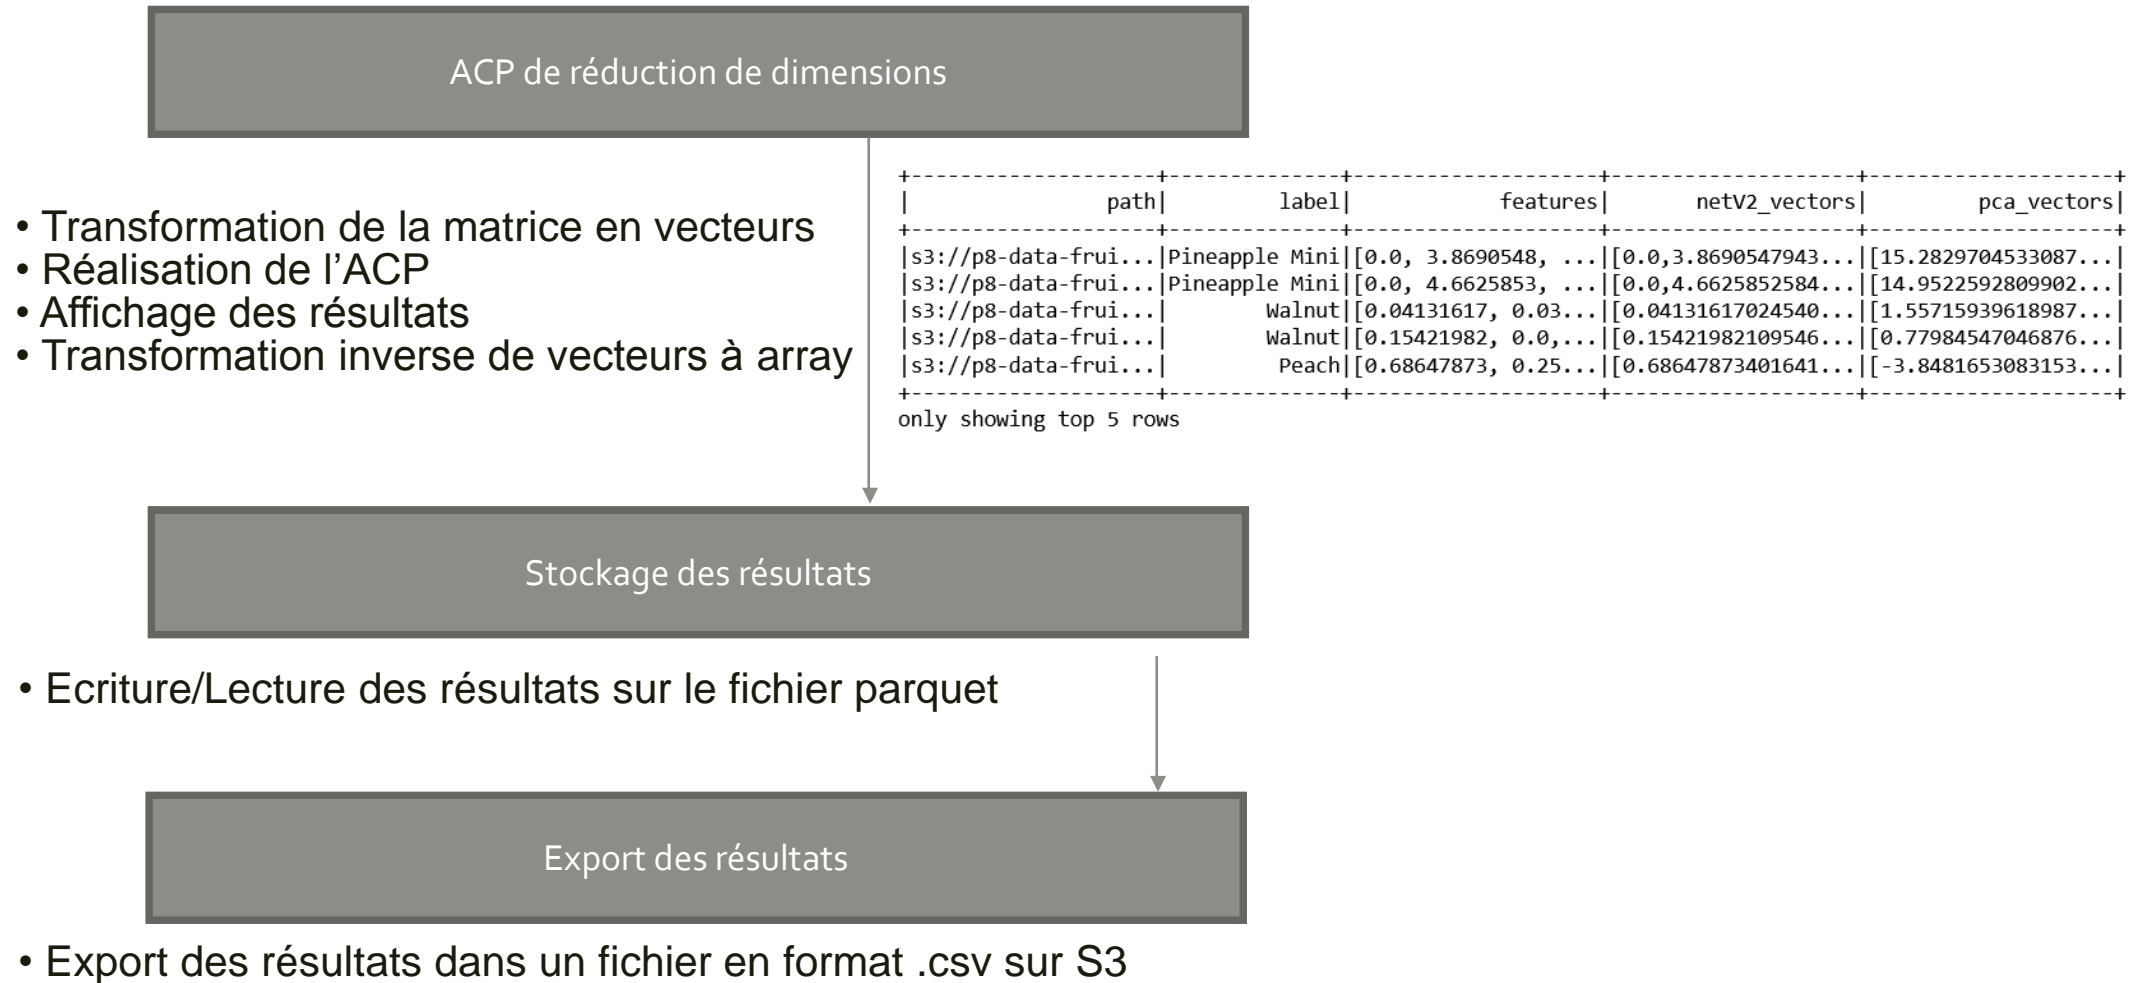 ACP de réduction de dimensions
• Transformation de la matrice en vecteurs
• Réalisation de l’ACP
• Affichage des résultats
• Transformation inverse de vecteurs à array
+--------------------+--------------+--------------------+--------------------+--------------------+
|                path|         label|            features|       netV2_vectors|         pca_vectors|
+--------------------+--------------+--------------------+--------------------+--------------------+
|s3://p8-data-frui...|Pineapple Mini|[0.0, 3.8690548, ...|[0.0,3.8690547943...|[15.2829704533087...|
|s3://p8-data-frui...|Pineapple Mini|[0.0, 4.6625853, ...|[0.0,4.6625852584...|[14.9522592809902...|
|s3://p8-data-frui...|        Walnut|[0.04131617, 0.03...|[0.04131617024540...|[1.55715939618987...|
|s3://p8-data-frui...|        Walnut|[0.15421982, 0.0,...|[0.15421982109546...|[0.77984547046876...|
|s3://p8-data-frui...|         Peach|[0.68647873, 0.25...|[0.68647873401641...|[-3.8481653083153...|
+--------------------+--------------+--------------------+--------------------+--------------------+
only showing top 5 rows
Stockage des résultats
• Ecriture/Lecture des résultats sur le fichier parquet
Export des résultats
• Export des résultats dans un fichier en format .csv sur S3